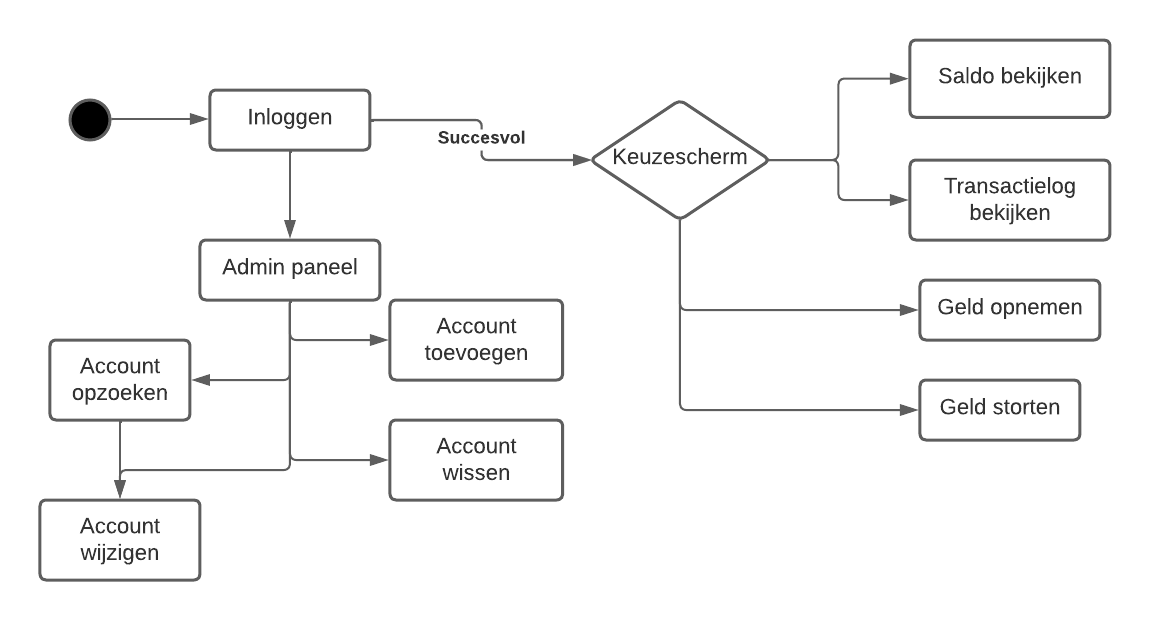 Inloggen
Succesvol
Keuzescherm
Saldo bekijken
Transactielog
bekijken
Geld opnemen
Geld storten
Admin paneel
Account
toevoegen
Account
opzoeken
Account
wissen
Account
wijzigen